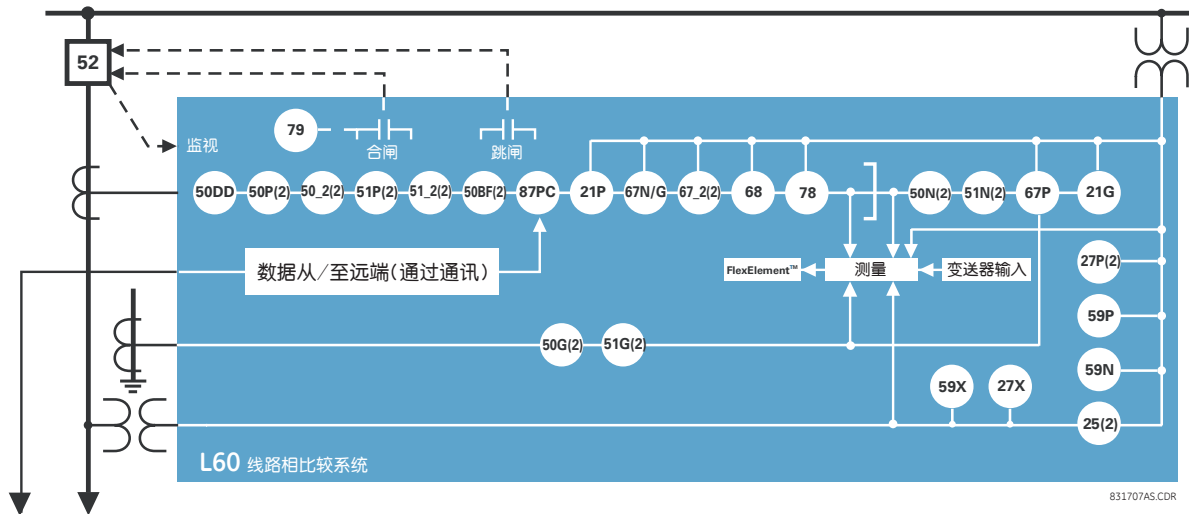 52
79
监视
合闸
跳闸
50DD
50P(2)
50_2(2)
51P(2)
51_2(2)
50BF(2)
87PC
21P
67N/G
67_2(2)
68
78
50N(2)
51N(2)
67P
21G
数据从/至远端(通过通讯)
FlexElement™
测量
变送器输入
27P(2)
59P
50G(2)
51G(2)
59N
59X
27X
25(2)
L60 线路相比较系统
831707AS.CDR